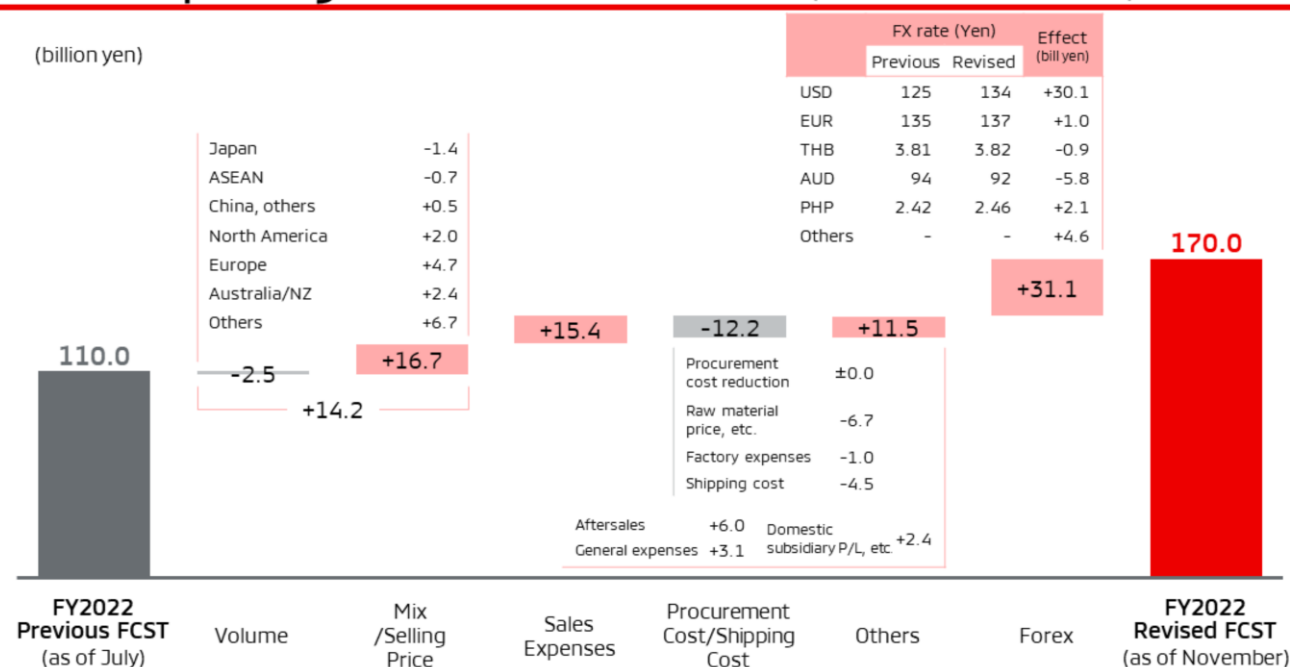 (billion yen)
FX rate (Yen) Effect
Previous Revised (bill yen)
USD 125 134 +30.1
EUR 135 137 +1.0
THB 3.81 3.82 -0.9
AUD 94 92 -5.8
PHP 2.42 2.46 +2.1
Others - - +4.6
Japan -1.4
ASEAN -0.7
China, others +0.5
North America +2.0
Europe +4.7
Australia/NZ +2.4
Others +6.7
110.0
-2.5
+16.7
+14.2
+15.4
-12.2
+11.5
+31.1
170.0
Procurement
cost reduction ±0.0
Raw material
price, etc. -6.7
Factory expenses -1.0
Shipping cost -4.5
Aftersales +6.0
General expenses +3.1
Domestic
subsidiary P/L, etc. +2.4
FY2022
Previous FCST
(as of July)
Volume
Mix
/Selling
Price
Sales
Expenses
Procurement
Cost/Shipping
Cost
Others
Forex
FY2022
Revised FCST
(as of November)